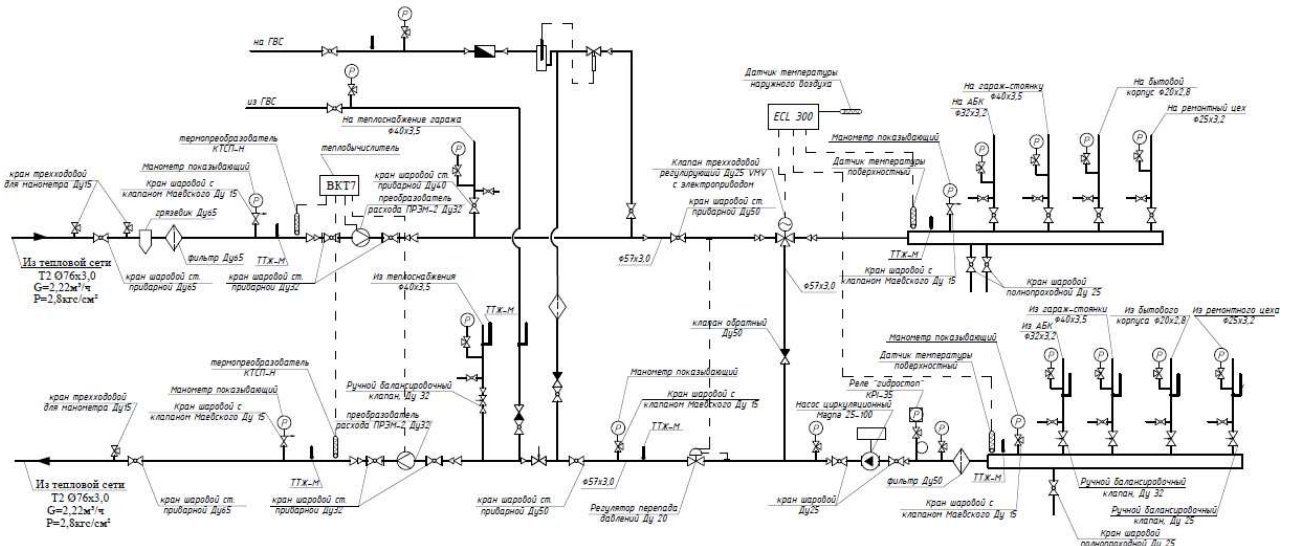 на ГВС
из ГВС
P
P
термопреобразователь
КТСП-Н
тепловычислитель
ВКТ7
На теплоснабжение гаража
Ф40х3,5
Манометр показывающий
Кран шаровой с
клапаном Маевского Ду 15
кран трехходовой
для манометра Ду15
грязевик Ду65
кран шаровой ст.
приварной Ду40
преобразователь
расхода ПРЭМ-2 Ду32
Из тепловой сети
Т2 Ø76х3,0
G=2,22м³/ч
P=2,8кгс/см²
фильтр Ду65
кран шаровой ст.
приварной Ду65
ТТЖ-М
кран шаровой ст.
приварной Ду32
Датчик температуры
наружного воздуха
ECL 300
Клапан трехходовой
регулирующий Ду25 VMV
с электроприводом
кран шаровой ст.
приварной Ду50
Ф57х3,0
Ф57х3,0
Манометр показывающий
Датчик температуры
поверхностный
На АБК
Ф32х3,2
На гараж-стоянку
Ф40х3,5
На бытовой
корпус Ф20х2,8
На ремонтный цех
Ф25х3,2
ТТЖ-М
Кран шаровой с
клапаном Маевского Ду 15
Кран шаровой
полнопроходной Ду 25
Из теплоснабжения
Ф40х3,5
ТТЖ-М
термопреобразователь
КТСП-Н
Манометр показывающий
Кран шаровой с
клапаном Маевского Ду 15
кран трехходовой
для манометра Ду15
Ручной балансировочный
клапан, Ду 32
преобразователь
расхода ПРЭМ-2 Ду32
Из тепловой сети
Т2 Ø76х3,0
G=2,22м³/ч
P=2,8кгс/см²
кран шаровой ст.
приварной Ду65
ТТЖ-М
кран шаровой ст.
приварной Ду32
кран шаровой ст.
приварной Ду50
Ф57х3,0
Манометр показывающий
Кран шаровой с
клапаном Маевского Ду 15
ТТЖ-М
Регулятор перепада
давлений Ду 20
клапан обратный
Ду50
Реле "гидростоп"
KPI-35
Насос циркуляционный
Magna 25-100
кран шаровой
Ду25
фильтр Ду50
Датчик температуры
поверхностный
Манометр показывающий
Из АБК
Ф32х3,2
Из гараж-стоянку
Ф40х3,5
Из бытового
корпуса Ф20х2,8
Из ремонтного цеха
Ф25х3,2
ТТЖ-М
Кран шаровой с
клапаном Маевского Ду 15
Ручной балансировочный
клапан, Ду 32
Ручной балансировочный
клапан, Ду 25
Кран шаровой
полнопроходной Ду 25